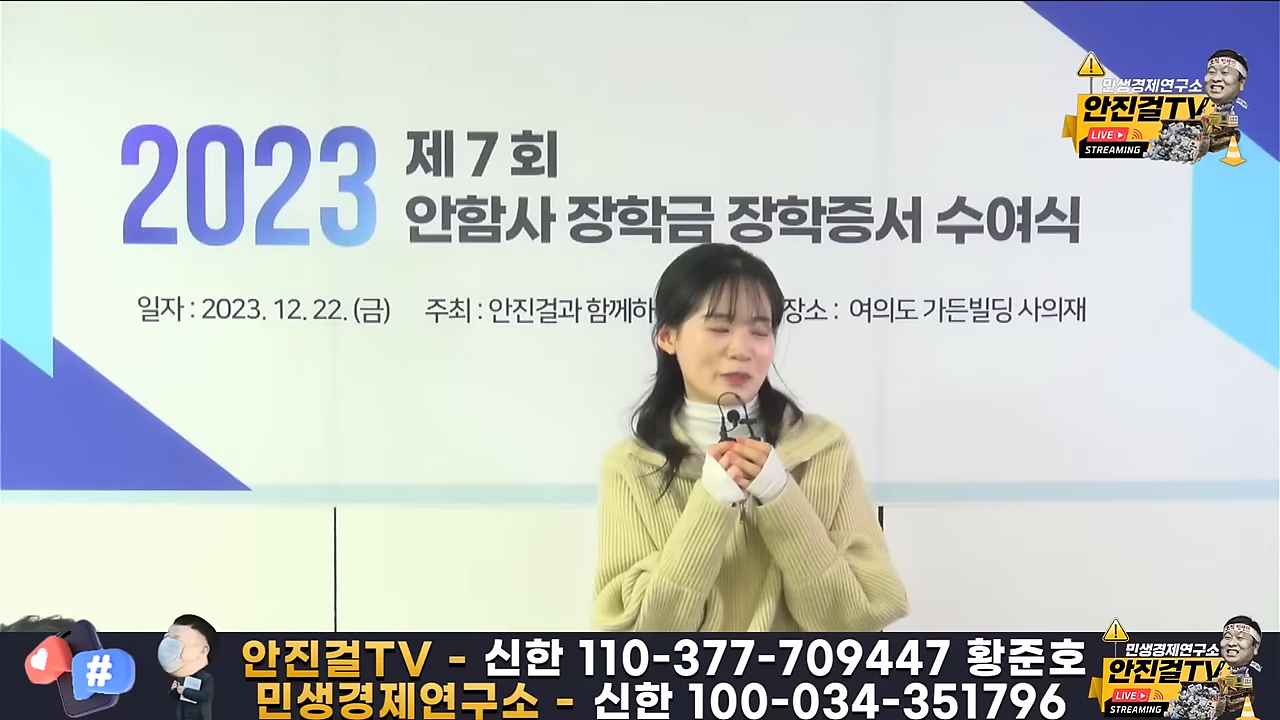 2023
제 7 회
안함사 장학금 장학증서 수여식
일자 : 2023. 12. 22. (금) 주최 : 안진걸과 함께하 장소 : 여의도 가든빌딩 사의재
민생경제연구소
안진걸TV
LIVE
STREAMING
#
안진걸TV - 신한 110-377-709447 황준호
민생경제연구소 - 신한 100-034-351796
민생경제연구소
안진걸TV
LIVE
STREAMING